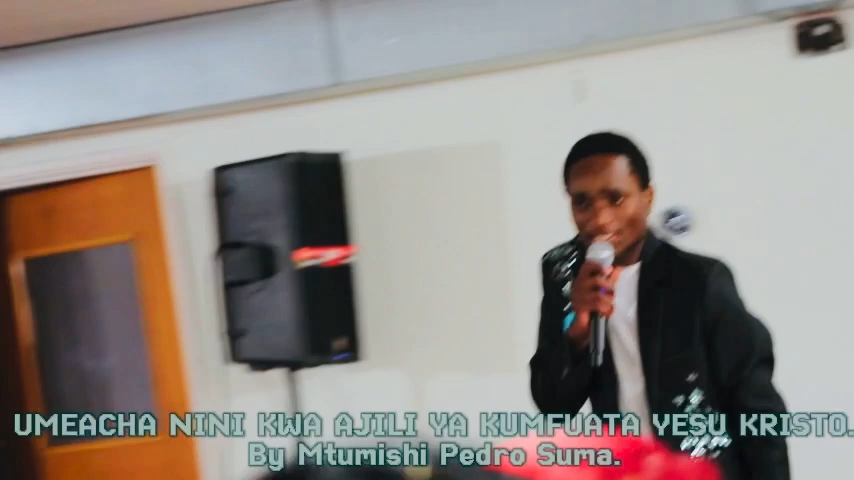 UMEACHA NINI KWA AJILI YA KUMFUATA YESU KRISTO.
By Mtumishi Pedro Suma.